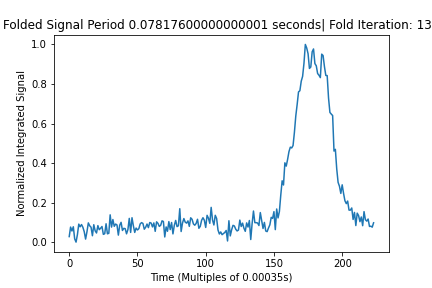 Folded Signal Period 0.07817600000000001 seconds| Fold Iteration: 13
1.0
0.8
0.6
0.4
0.2
0.0
Normalized Integrated Signal
0 50 100 150 200
Time (Multiples of 0.00035s)